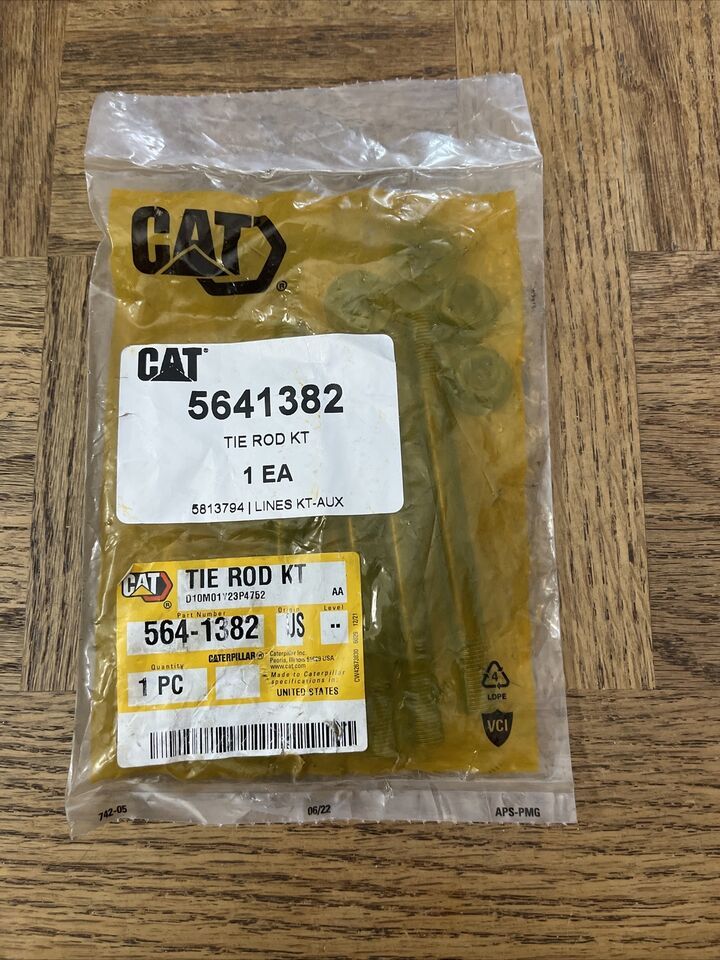 CAT®
CAT®
5641382
TIE ROD KT
1 EA
5813794 | LINES KT-AUX
CAT®
TIE ROD KT
D10M01Y23P4752 AA
Part Number Origin Level
564-1382 US --
CATERPILLAR®
Caterpillar Inc.
Peoria, Illinois 61629 USA
www.cat.com
Quantity
1 PC
Made to Caterpillar
specifications in:
UNITED STATES
4
LDPE
VCI
742-05 06/22 APS-PMG